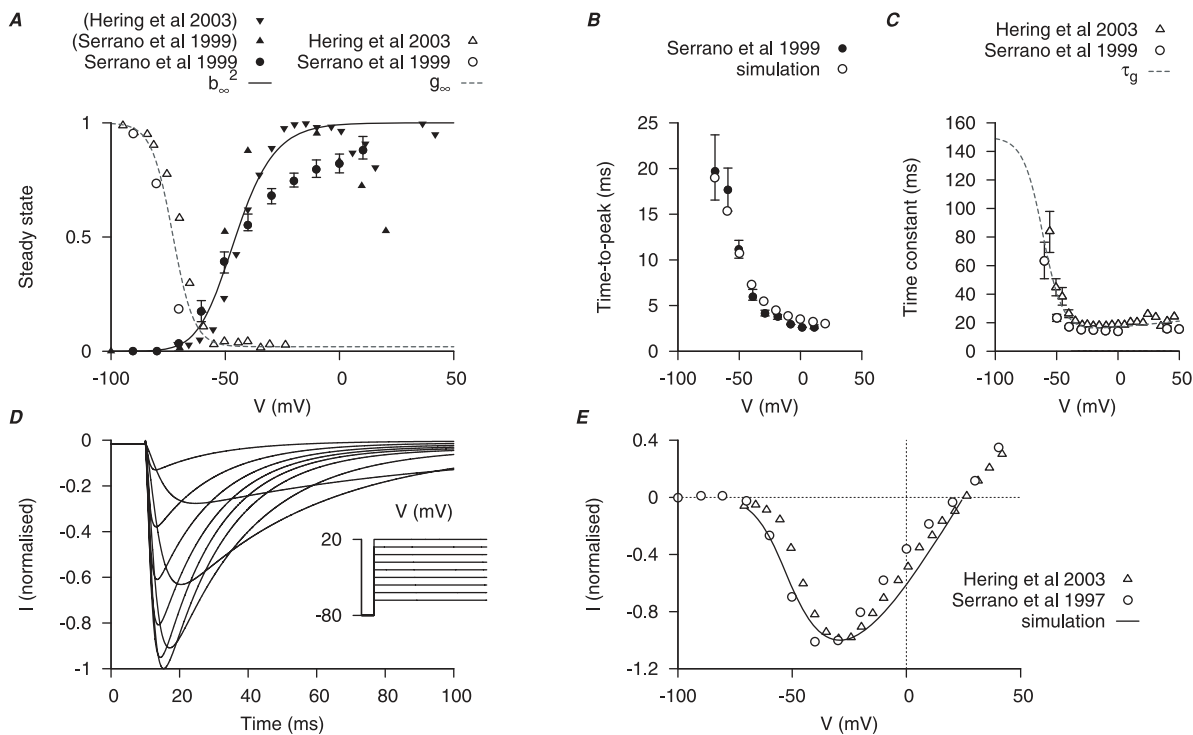 A
(Hering et al 2003)
(Serrano et al 1999)
Serrano et al 1999
b∞²
Hering et al 2003
Serrano et al 1999
g∞
Steady state
1
0.5
0
-100 -50 0 50
V (mV)
B
Serrano et al 1999
simulation
Time-to-peak (ms)
25
20
15
10
5
0
-100 -50 0 50
V (mV)
C
Hering et al 2003
Serrano et al 1999
τg
Time constant (ms)
160
140
120
100
80
60
40
20
0
-100 -50 0 50
V (mV)
D
I (normalised)
0
-0.2
-0.4
-0.6
-0.8
-1
0 20 40 60 80 100
Time (ms)
V (mV)
20
-80
E
I (normalised)
0.4
0
-0.4
-0.8
-1.2
-100 -50 0 50
V (mV)
Hering et al 2003
Serrano et al 1997
simulation